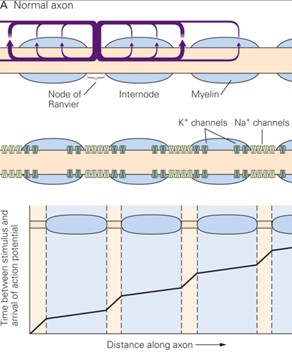 A Normal axon
Node of
Ranvier
Internode
Myelin
K⁺ channels
Na⁺ channels
Time between stimulus and
arrival of action potential
Distance along axon